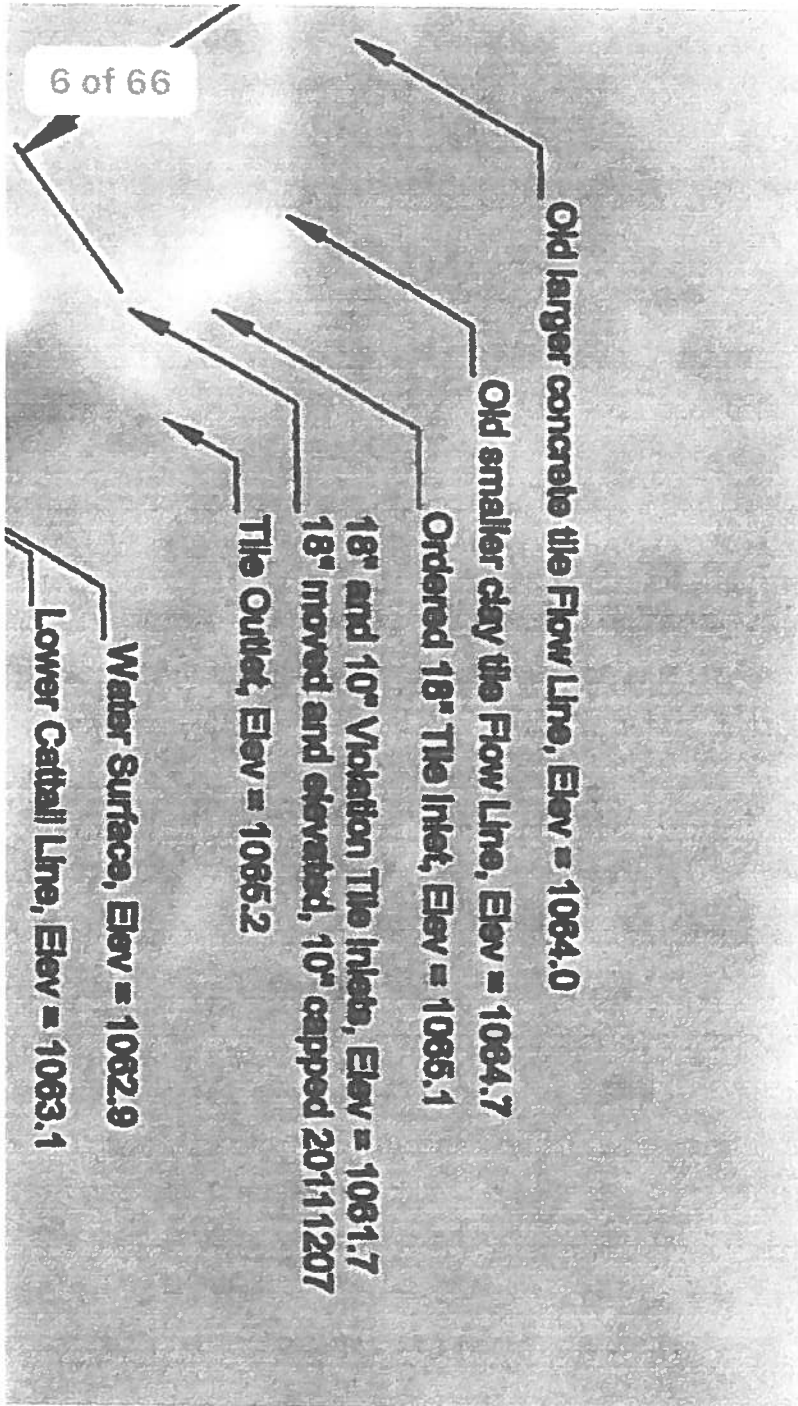 6 of 66
Old larger concrete tile Flow Line, Elev = 1064.0
Old smaller clay tile Flow Line, Elev = 1064.7
Ordered 18" Tile Inlet, Elev = 1065.1
18" and 10" Violation Tile Inlets, Elev = 1061.7
18" moved and elevated, 10" capped 20111207
Tile Outlet, Elev = 1065.2
Water Surface, Elev = 1062.9
Lower Cattail Line, Elev = 1063.1